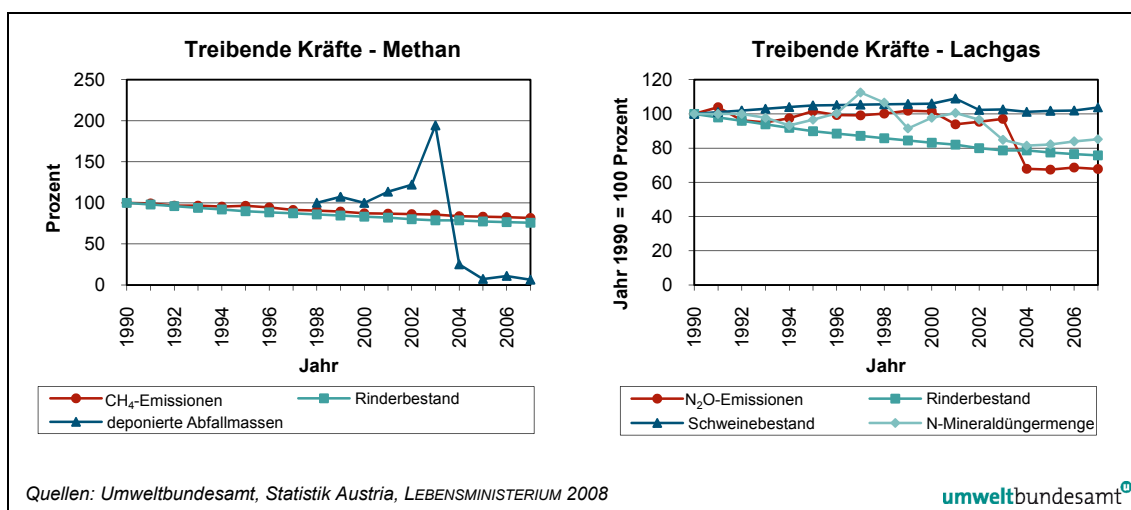 Treibende Kräfte - Methan
Prozent
250
200
150
100
50
0
1990
1992
1994
1996
1998
2000
2002
2004
2006
Jahr
CH₄-Emissionen
Rinderbestand
deponierte Abfallmassen
Treibende Kräfte - Lachgas
Jahr 1990 = 100 Prozent
120
100
80
60
40
20
0
1990
1992
1994
1996
1998
2000
2002
2004
2006
Jahr
N₂O-Emissionen
Rinderbestand
Schweinebestand
N-Mineraldüngermenge
Quellen: Umweltbundesamt, Statistik Austria, LEBENSMINISTERIUM 2008
umweltbundesamt u